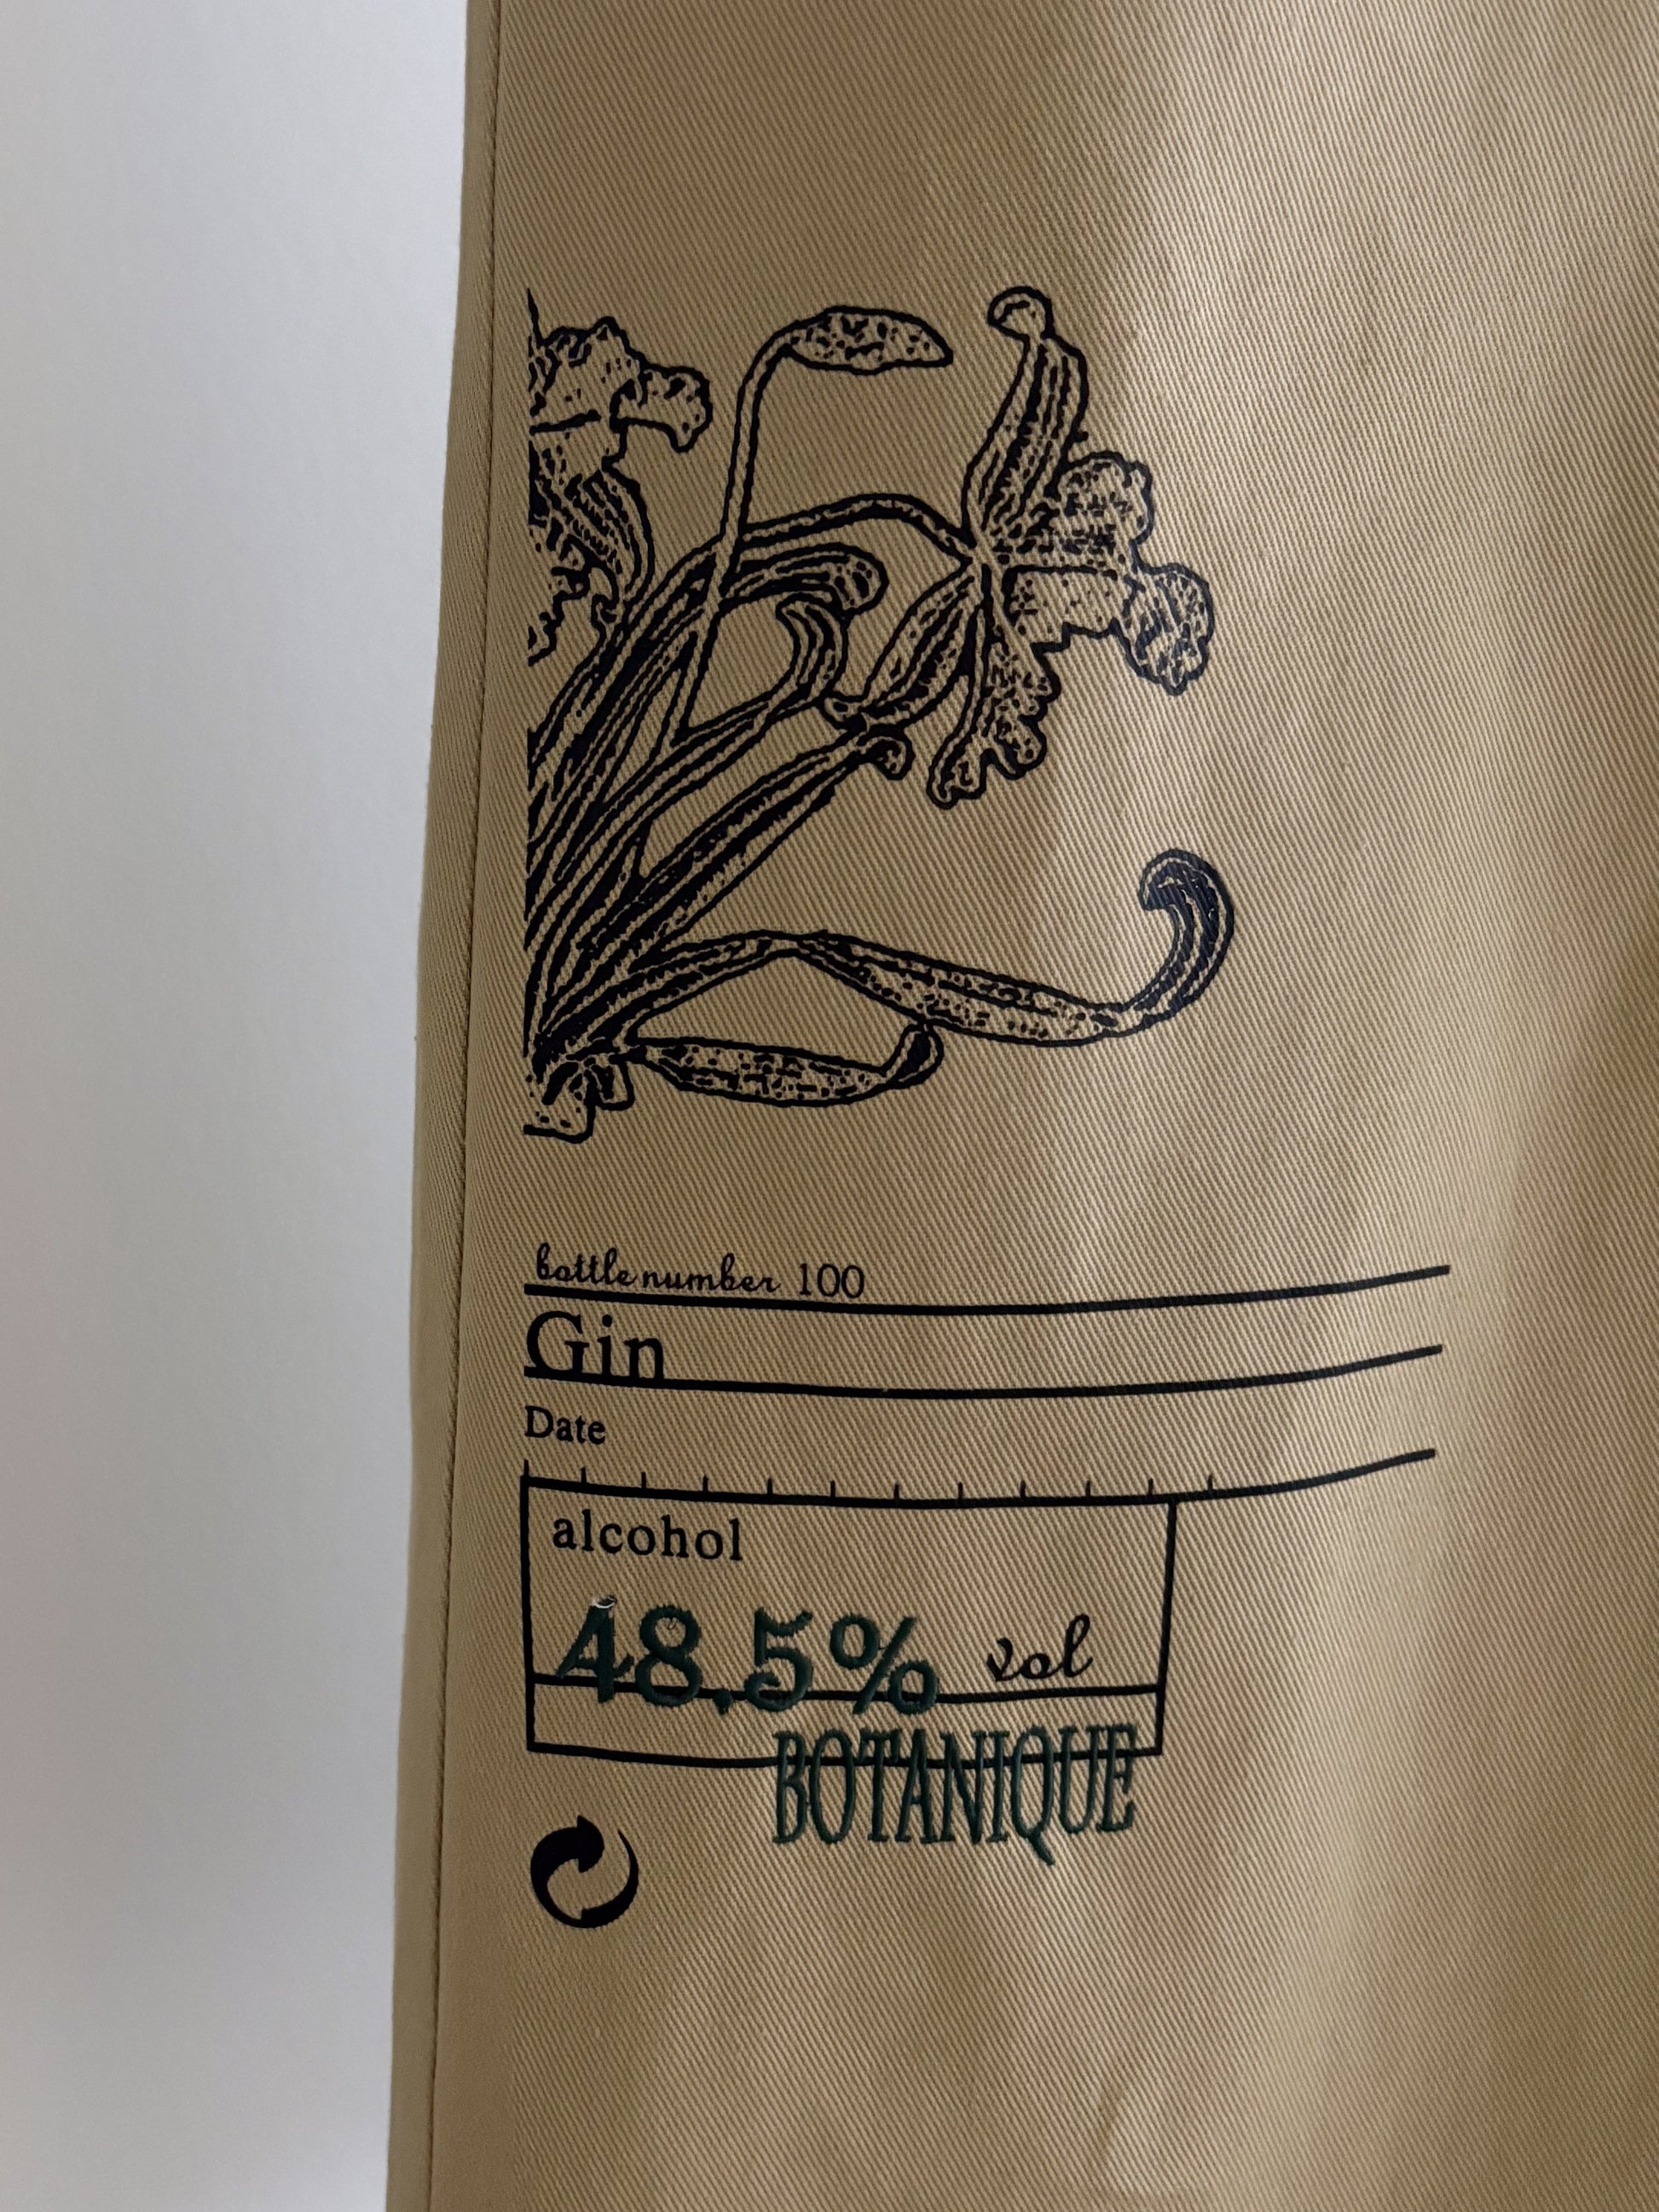 bottle number 100
Gin
Date
alcohol
48,5% vol
BOTANIQUE